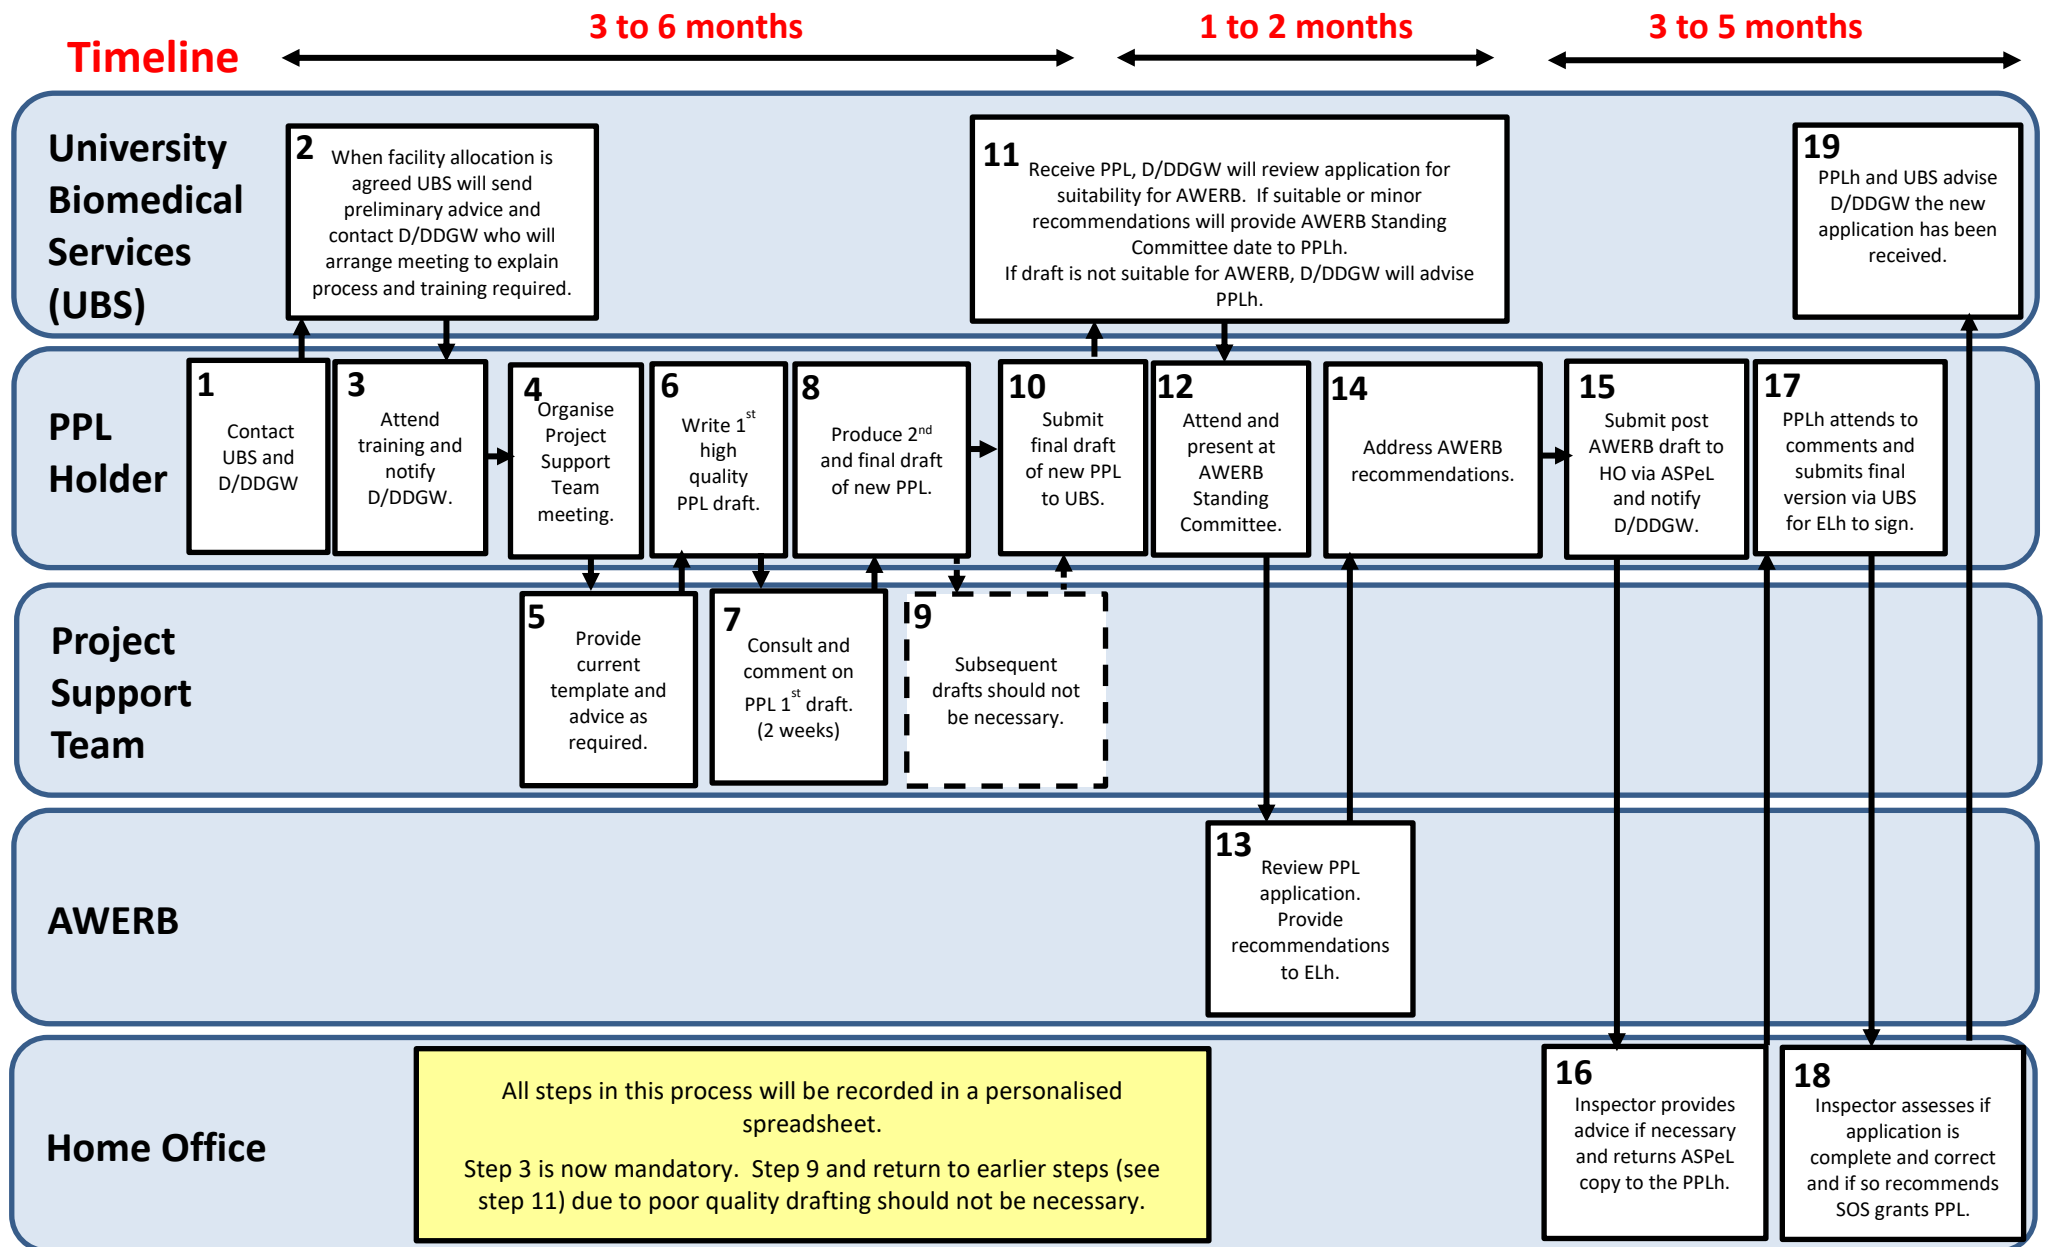 Timeline
3 to 6 months
1 to 2 months
3 to 5 months
University
Biomedical
Services
(UBS)
2
When facility allocation is
agreed UBS will send
preliminary advice and
contact D/DDGW who will
arrange meeting to explain
process and training required.
11
Receive PPL, D/DDGW will review application for
suitability for AWERB.  If suitable or minor
recommendations will provide AWERB Standing
Committee date to PPLh.
If draft is not suitable for AWERB, D/DDGW will advise
PPLh.
19
PPLh and UBS advise
D/DDGW the new
application has been
received.
PPL
Holder
1
Contact
UBS and
D/DDGW
3
Attend
training and
notify
D/DDGW.
4
Organise
Project
Support
Team
meeting.
6
Write 1st
high
quality
PPL draft.
8
Produce 2nd
and final draft
of new PPL.
10
Submit
final draft
of new PPL
to UBS.
12
Attend and
present at
AWERB
Standing
Committee.
14
Address AWERB
recommendations.
15
Submit post
AWERB draft to
HO via ASPeL
and notify
D/DDGW.
17
PPLh attends to
comments and
submits final
version via UBS
for ELh to sign.
Project
Support
Team
5
Provide
current
template and
advice as
required.
7
Consult and
comment on
PPL 1st draft.
(2 weeks)
9
Subsequent
drafts should not
be necessary.
AWERB
13
Review PPL
application.
Provide
recommendations
to ELh.
Home Office
All steps in this process will be recorded in a personalised
spreadsheet.
Step 3 is now mandatory.  Step 9 and return to earlier steps (see
step 11) due to poor quality drafting should not be necessary.
16
Inspector provides
advice if necessary
and returns ASPeL
copy to the PPLh.
18
Inspector assesses if
application is
complete and correct
and if so recommends
SOS grants PPL.